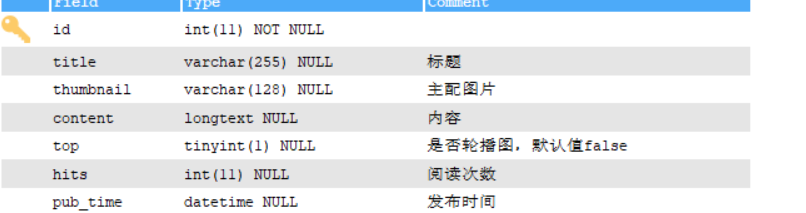 Field Type Comment
id int(11) NOT NULL
title varchar(255) NULL 标题
thumbnail varchar(128) NULL 主配图片
content longtext NULL 内容
top tinyint(1) NULL 是否轮播图，默认值false
hits int(11) NULL 阅读次数
pub_time datetime NULL 发布时间